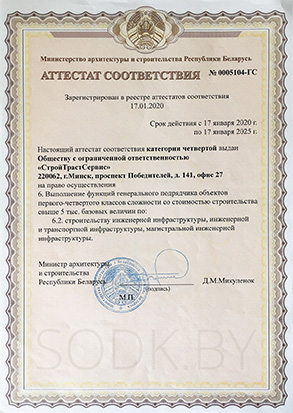 Министерство архитектуры и строительства Республики Беларусь
АТТЕСТАТ СООТВЕТСТВИЯ № 0005104-ГС
Зарегистрирован в реестре аттестатов соответствия
17.01.2020
Срок действия с 17 января 2020 г.
по 17 января 2025 г.
Настоящий аттестат соответствия категории четвертой выдан
Обществу с ограниченной ответственностью
«СтройТрастСервис»
220062, г.Минск, проспект Победителей, д. 141, офис 27
на право осуществления
6. Выполнение функций генерального подрядчика объектов
первого-четвертого классов сложности со стоимостью строительства
свыше 5 тыс. базовых величин по:
6.2. строительству инженерной инфраструктуры, инженерной
и транспортной инфраструктуры, магистральной инженерной
инфраструктуры.
Министр архитектуры
и строительства
Республики Беларусь
Д.М.Микуленок
(подпись)
М.П.
SODK.BY